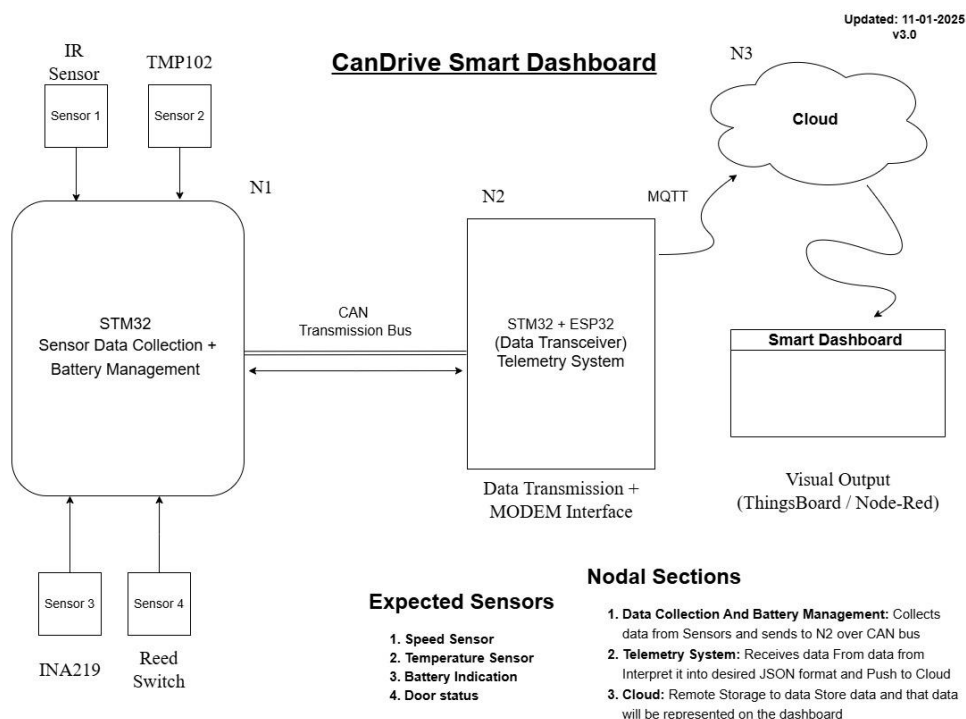 Updated: 11-01-2025
v3.0
CanDrive Smart Dashboard
IR
Sensor
TMP102
Sensor 1
Sensor 2
N1
STM32
Sensor Data Collection +
Battery Management
CAN
Transmission Bus
N2
STM32 + ESP32
(Data Transceiver)
Telemetry System
Data Transmission +
MODEM Interface
MQTT
N3
Cloud
Smart Dashboard
Visual Output
(ThingsBoard / Node-Red)
Sensor 3
Sensor 4
INA219
Reed
Switch
Expected Sensors
1. Speed Sensor
2. Temperature Sensor
3. Battery Indication
4. Door status
Nodal Sections
1. Data Collection And Battery Management: Collects
data from Sensors and sends to N2 over CAN bus
2. Telemetry System: Receives data From data from
Interpret it into desired JSON format and Push to Cloud
3. Cloud: Remote Storage to data Store data and that data
will be represented on the dashboard